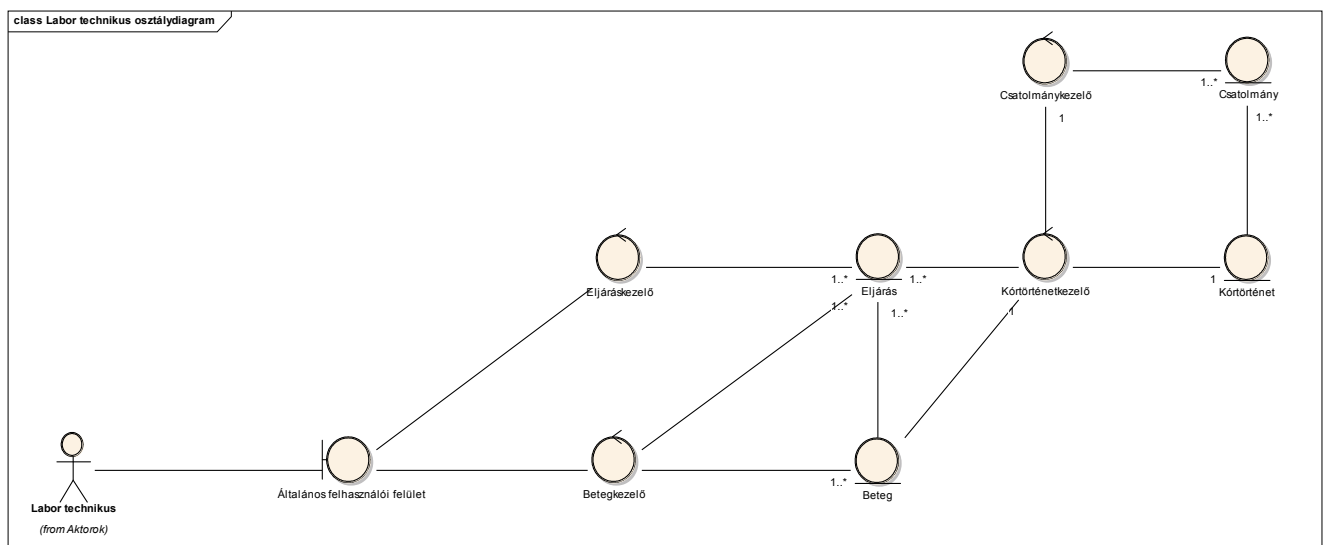 class Labor technikus osztálydiagram
Csatolmánykezelő
1..*
Csatolmány
1
1..*
Eljáráskezelő
1..*
Eljárás
1..*
Kórtörténetkezelő
1
Kórtörténet
1..*
1..*
1
Általános felhasználói felület
Betegkezelő
1..*
Beteg
Labor technikus
(from Aktorok)